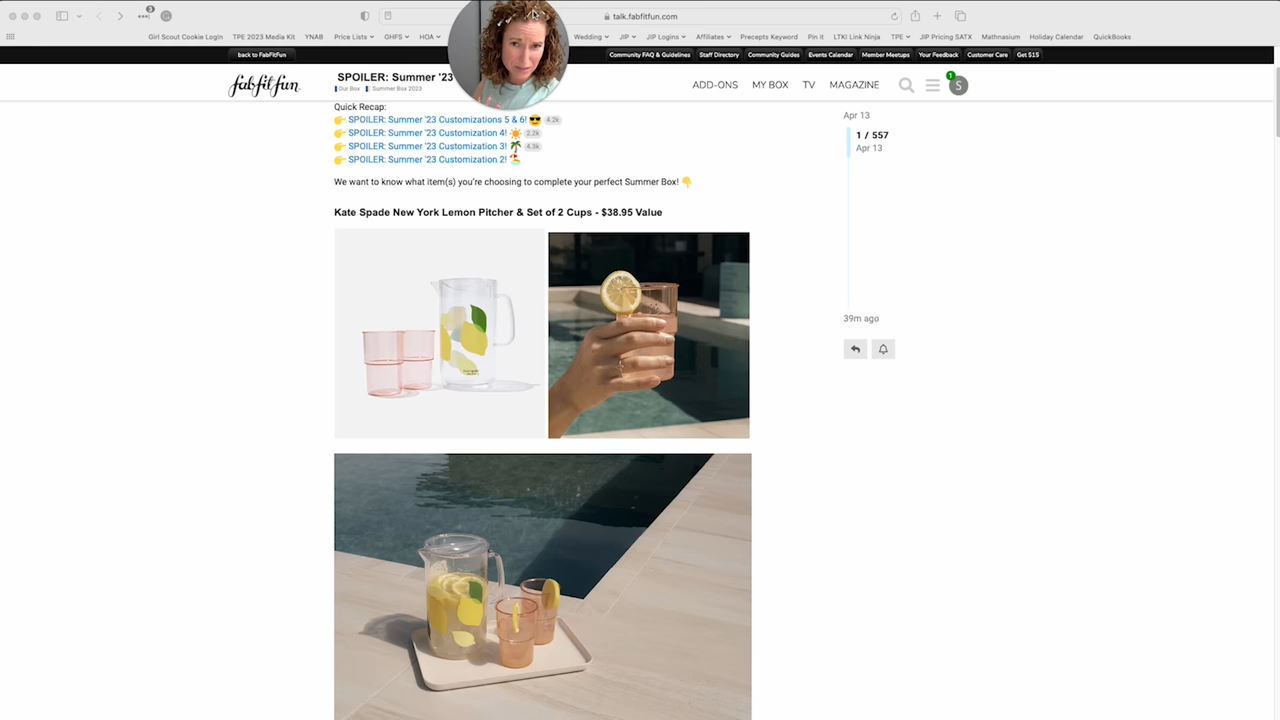 3
talk.fabfitfun.com
Girl Scout Cookie Login TPE 2023 Media Kit YNAB Price Lists GHFS HOA Wedding JIP JIP Logins Affiliates Precepts Keyword Pin it LTKI Link Ninja TPE JIP Pricing SATX Mathnasium Holiday Calendar QuickBooks
back to FabFitFun Community FAQ & Guidelines Staff Directory Community Guides Events Calendar Member Meetups Your Feedback Customer Care Get $15
fabfitfun. SPOILER: Summer '23 ADD-ONS MY BOX TV MAGAZINE 1 S
Our Box Summer Box 2023
Quick Recap:
👉 SPOILER: Summer '23 Customizations 5 & 6! 😎 4.2k
👉 SPOILER: Summer '23 Customization 4! ☀️ 2.2k
👉 SPOILER: Summer '23 Customization 3! 🌴 4.3k
👉 SPOILER: Summer '23 Customization 2! 🏖️
We want to know what item(s) you're choosing to complete your perfect Summer Box! 👇
Kate Spade New York Lemon Pitcher & Set of 2 Cups - $38.95 Value
Apr 13
1 / 557
Apr 13
39m ago